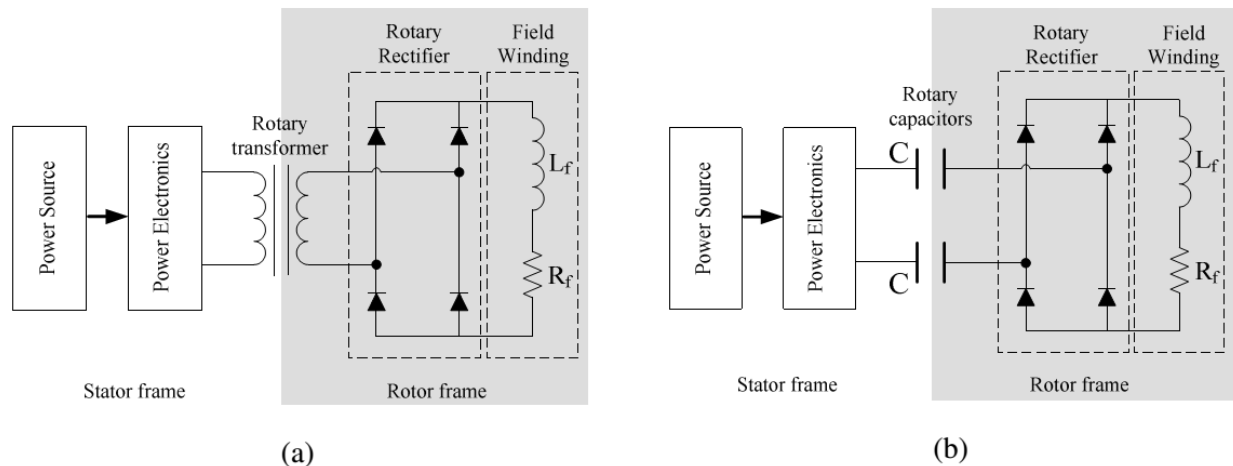 Rotary
Rectifier
Field
Winding
Rotary
transformer
Power Source
Power Electronics
Lf
Rf
Stator frame
Rotor frame
(a)
Rotary
Rectifier
Field
Winding
Rotary
capacitors
Power Source
Power Electronics
C
C
Lf
Rf
Stator frame
Rotor frame
(b)